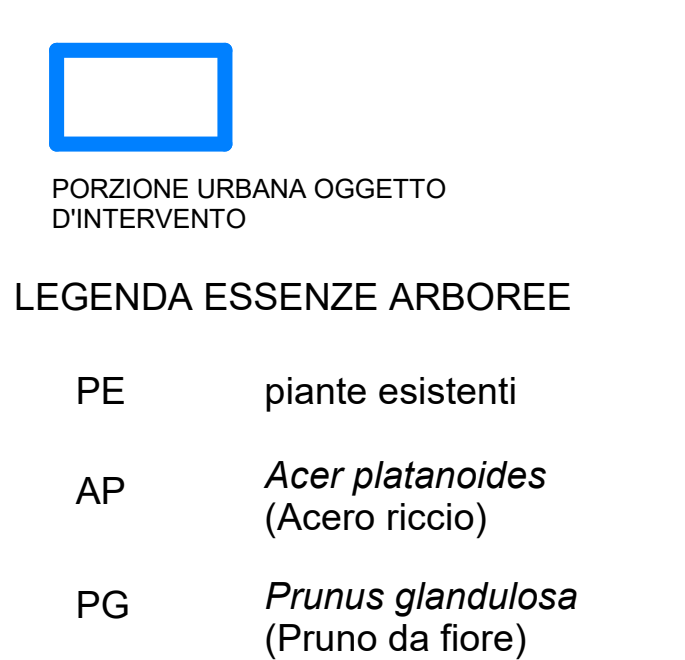 PORZIONE URBANA OGGETTO
D'INTERVENTO
LEGENDA ESSENZE ARBOREE
PE piante esistenti
AP Acer platanoides
(Acero riccio)
PG Prunus glandulosa
(Pruno da fiore)